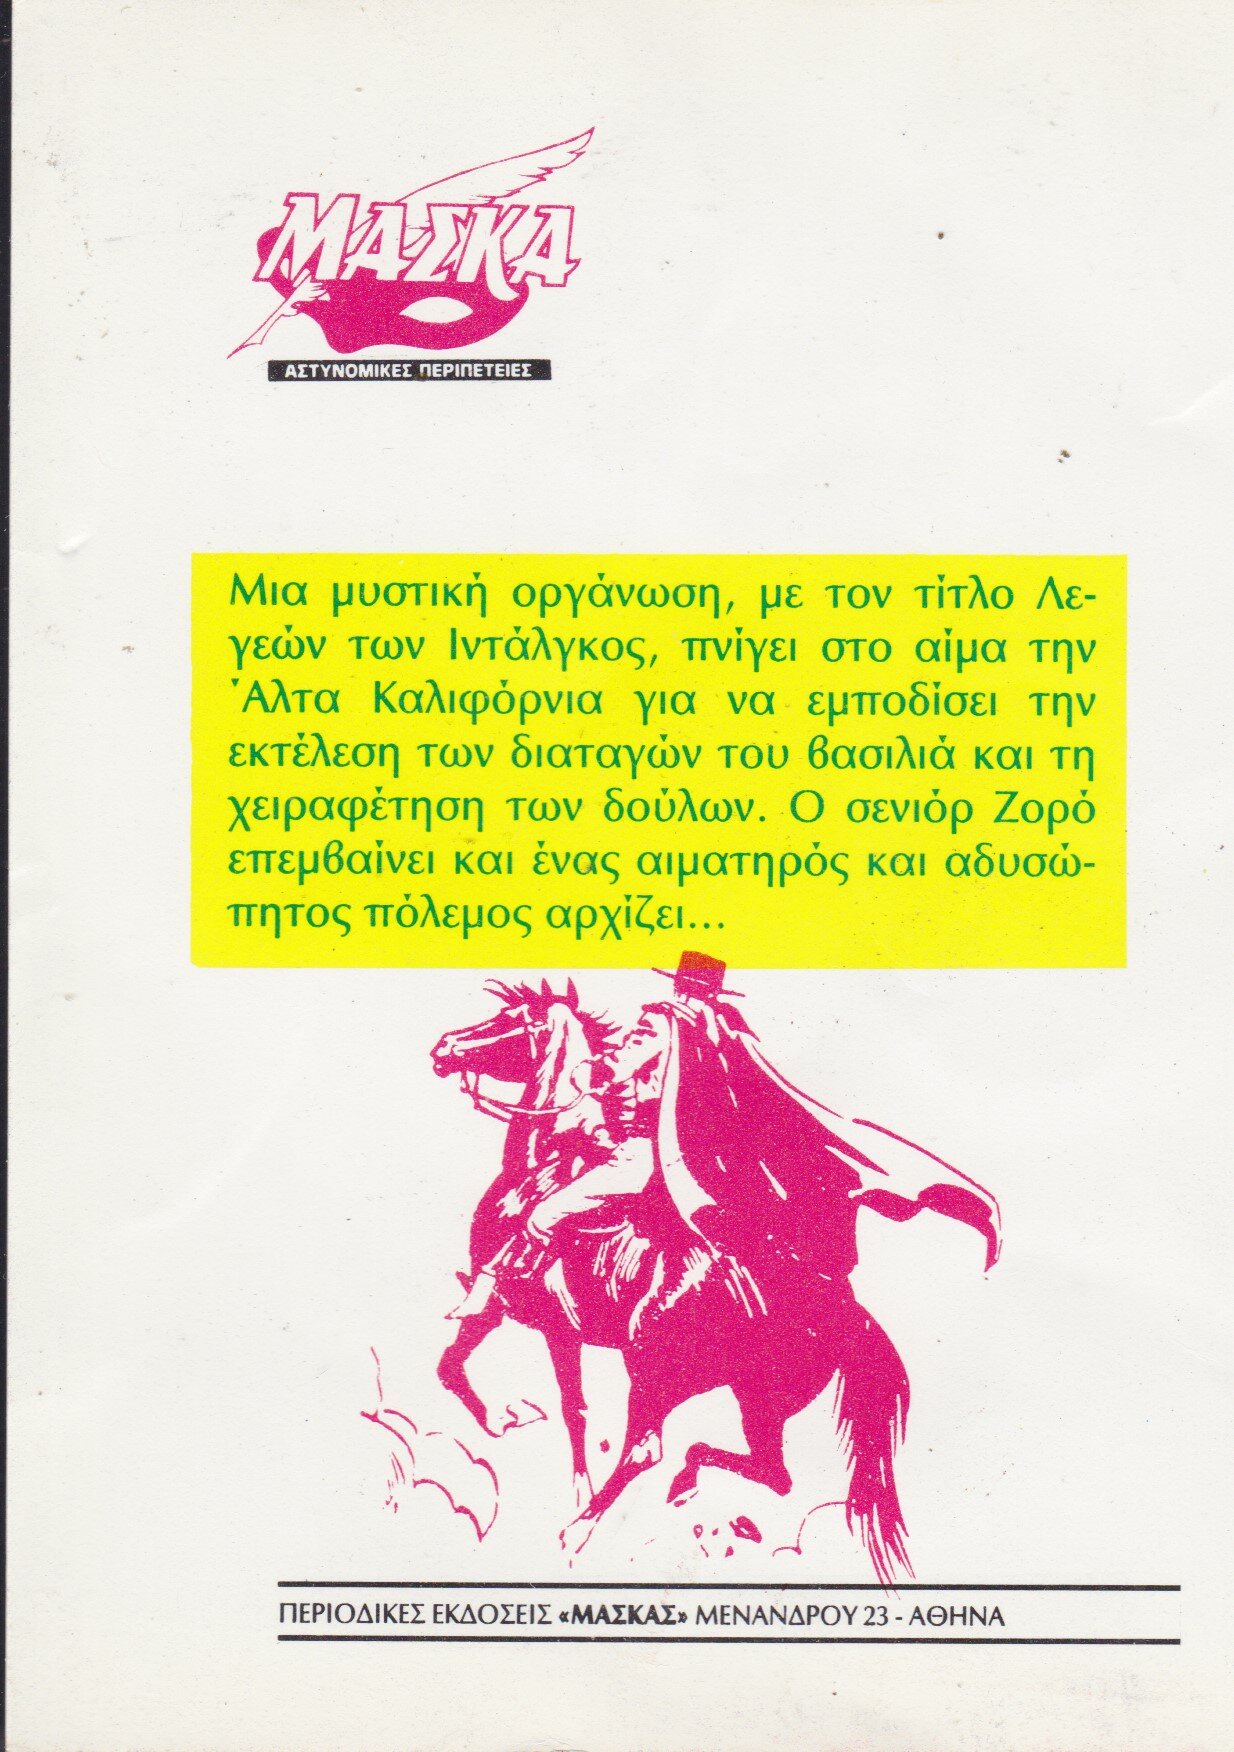 ΜΑΣΚΑ
ΑΣΤΥΝΟΜΙΚΕΣ ΠΕΡΙΠΕΤΕΙΕΣ
Μια μυστική οργάνωση, με τον τίτλο Λε-
γεών των Ιντάλγκος, πνίγει στο αίμα την
Άλτα Καλιφόρνια για να εμποδίσει την
εκτέλεση των διαταγών του βασιλιά και τη
χειραφέτηση των δούλων. Ο σενιόρ Ζορό
επεμβαίνει και ένας αιματηρός και αδυσώ-
πητος πόλεμος αρχίζει...
ΠΕΡΙΟΔΙΚΕΣ ΕΚΔΟΣΕΙΣ «ΜΑΣΚΑΣ» ΜΕΝΑΝΔΡΟΥ 23 - ΑΘΗΝΑ